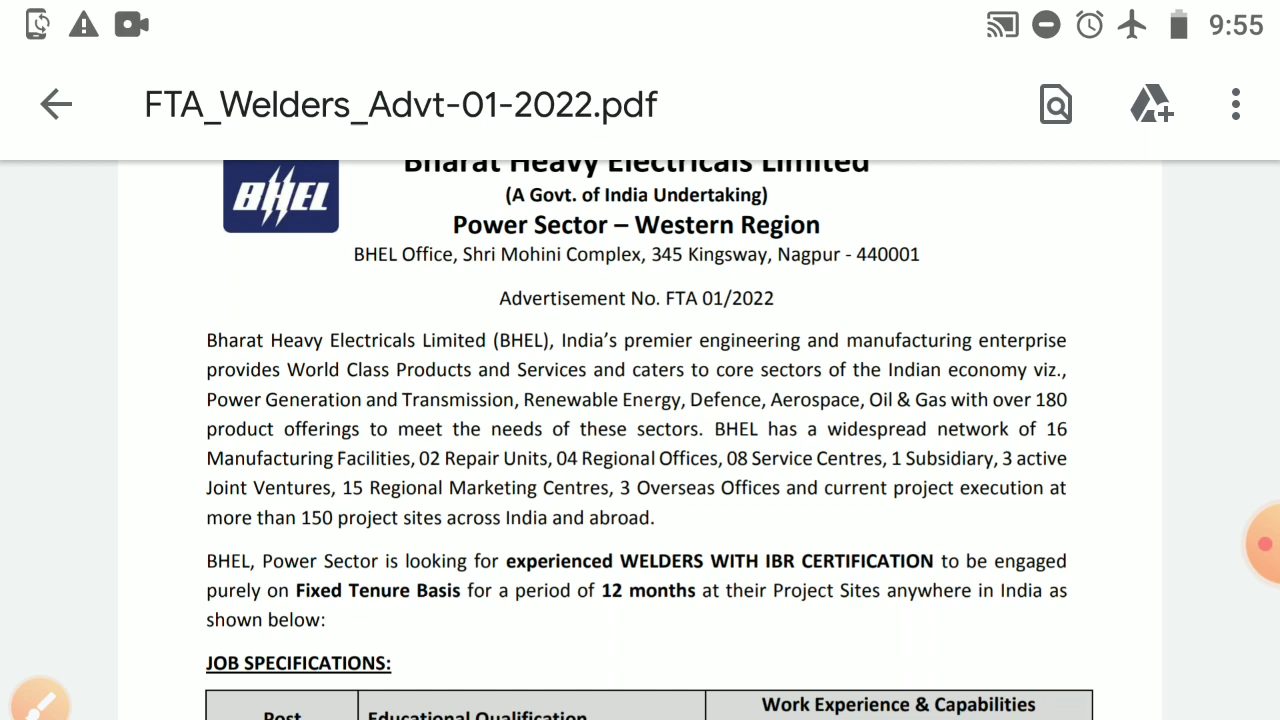 9:55
FTA_Welders_Advt-01-2022.pdf
Bharat Heavy Electricals Limited
BHEL
(A Govt. of India Undertaking)
Power Sector – Western Region
BHEL Office, Shri Mohini Complex, 345 Kingsway, Nagpur - 440001
Advertisement No. FTA 01/2022
Bharat Heavy Electricals Limited (BHEL), India’s premier engineering and manufacturing enterprise
provides World Class Products and Services and caters to core sectors of the Indian economy viz.,
Power Generation and Transmission, Renewable Energy, Defence, Aerospace, Oil & Gas with over 180
product offerings to meet the needs of these sectors. BHEL has a widespread network of 16
Manufacturing Facilities, 02 Repair Units, 04 Regional Offices, 08 Service Centres, 1 Subsidiary, 3 active
Joint Ventures, 15 Regional Marketing Centres, 3 Overseas Offices and current project execution at
more than 150 project sites across India and abroad.
BHEL, Power Sector is looking for experienced WELDERS WITH IBR CERTIFICATION to be engaged
purely on Fixed Tenure Basis for a period of 12 months at their Project Sites anywhere in India as
shown below:
JOB SPECIFICATIONS:
Post
Educational Qualification
Work Experience & Capabilities